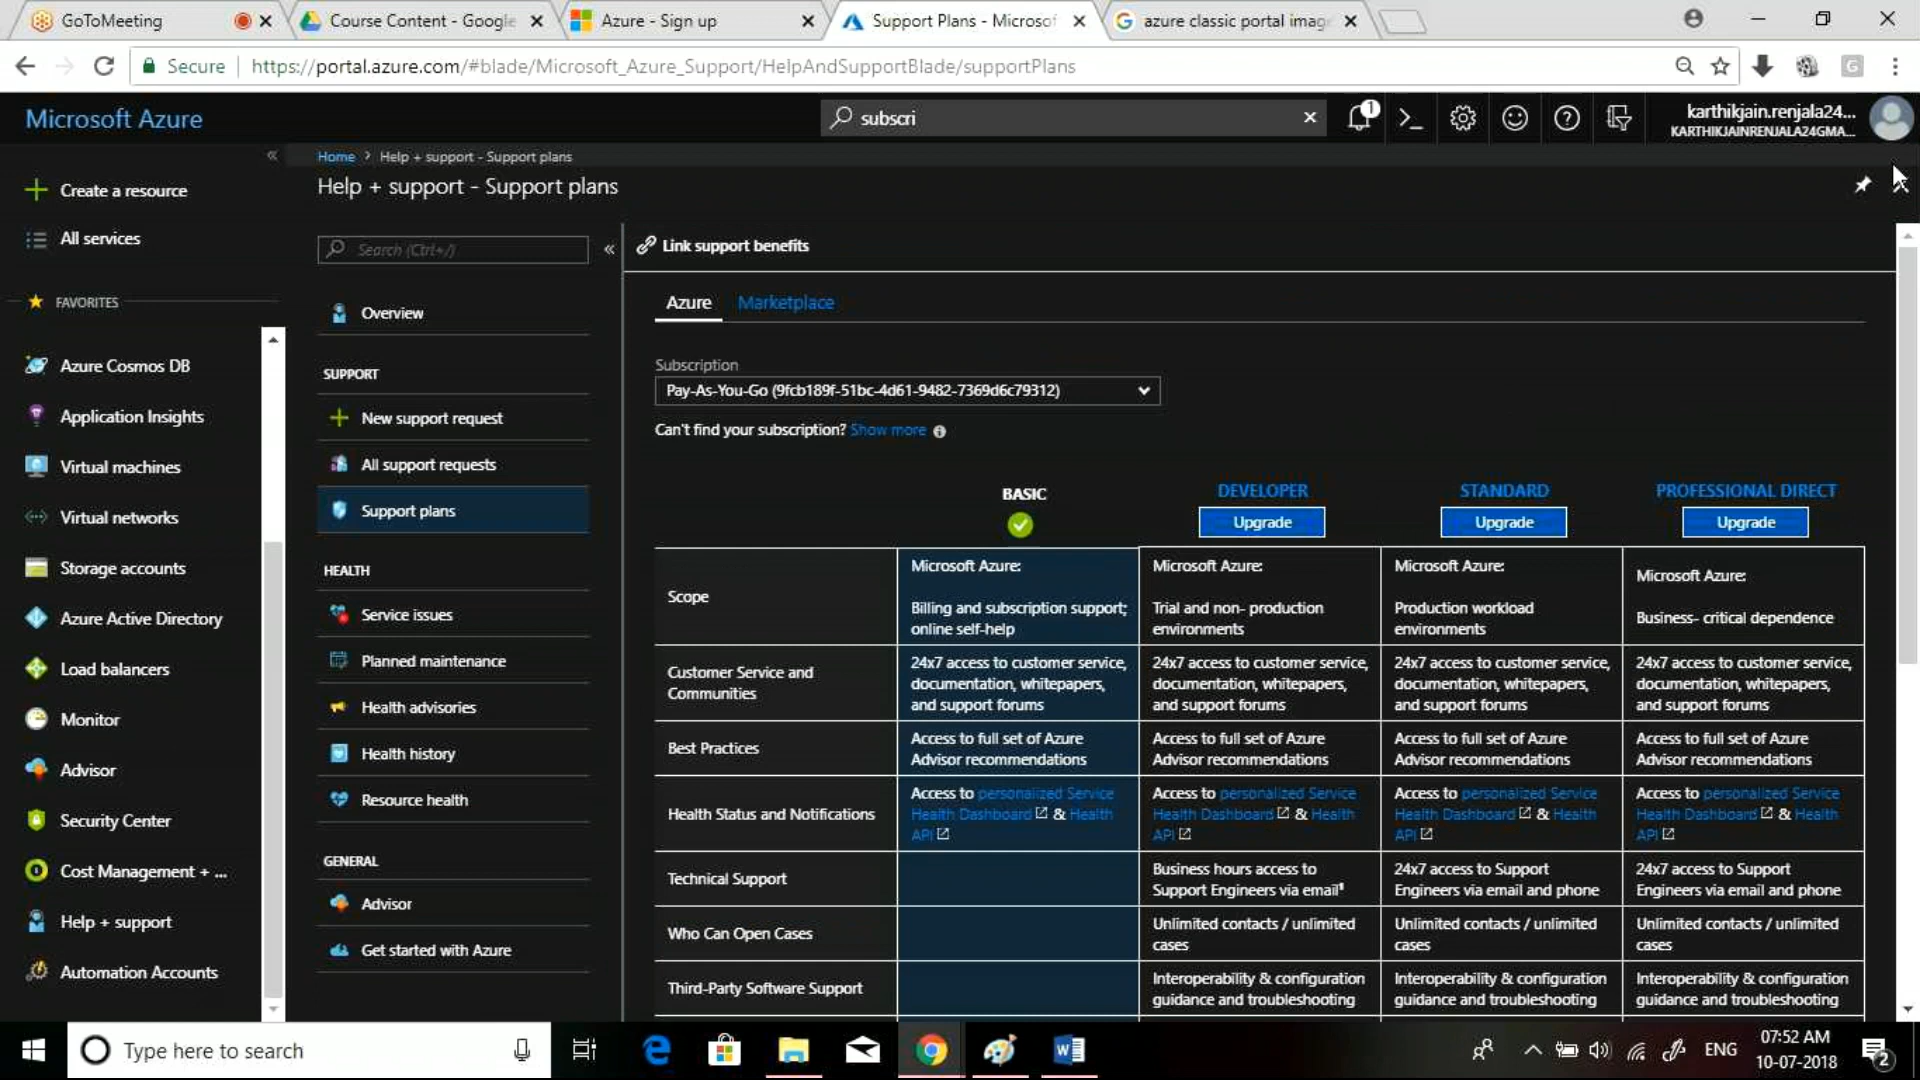 GoToMeeting
Course Content - Google
Azure - Sign up
Support Plans - Microsof
azure classic portal imag
Secure
https://portal.azure.com/#blade/Microsoft_Azure_Support/HelpAndSupportBlade/supportPlans
Microsoft Azure
subscri
1
karthikjain.renjala24...
KARTHIKJAINRENJALA24GMA...
Home > Help + support - Support plans
Help + support - Support plans
Create a resource
All services
FAVORITES
Azure Cosmos DB
Application Insights
Virtual machines
Virtual networks
Storage accounts
Azure Active Directory
Load balancers
Monitor
Advisor
Security Center
Cost Management + ...
Help + support
Automation Accounts
Search (Ctrl+/)
Overview
SUPPORT
New support request
All support requests
Support plans
HEALTH
Service issues
Planned maintenance
Health advisories
Health history
Resource health
GENERAL
Advisor
Get started with Azure
Link support benefits
Azure Marketplace
Subscription
Pay-As-You-Go (9fcb189f-51bc-4d61-9482-7369d6c79312)
Can't find your subscription? Show more
BASIC
DEVELOPER
Upgrade
STANDARD
Upgrade
PROFESSIONAL DIRECT
Upgrade
Scope
Microsoft Azure:
Billing and subscription support;
online self-help
Microsoft Azure:
Trial and non- production
environments
Microsoft Azure:
Production workload
environments
Microsoft Azure:
Business- critical dependence
Customer Service and
Communities
24x7 access to customer service,
documentation, whitepapers,
and support forums
24x7 access to customer service,
documentation, whitepapers,
and support forums
24x7 access to customer service,
documentation, whitepapers,
and support forums
24x7 access to customer service,
documentation, whitepapers,
and support forums
Best Practices
Access to full set of Azure
Advisor recommendations
Access to full set of Azure
Advisor recommendations
Access to full set of Azure
Advisor recommendations
Access to full set of Azure
Advisor recommendations
Health Status and Notifications
Access to personalized Service
Health Dashboard & Health
API
Access to personalized Service
Health Dashboard & Health
API
Access to personalized Service
Health Dashboard & Health
API
Access to personalized Service
Health Dashboard & Health
API
Technical Support
Business hours access to
Support Engineers via email¹
24x7 access to Support
Engineers via email and phone
24x7 access to Support
Engineers via email and phone
Who Can Open Cases
Unlimited contacts / unlimited
cases
Unlimited contacts / unlimited
cases
Unlimited contacts / unlimited
cases
Third-Party Software Support
Interoperability & configuration
guidance and troubleshooting
Interoperability & configuration
guidance and troubleshooting
Interoperability & configuration
guidance and troubleshooting
Type here to search
ENG
07:52 AM
10-07-2018
2